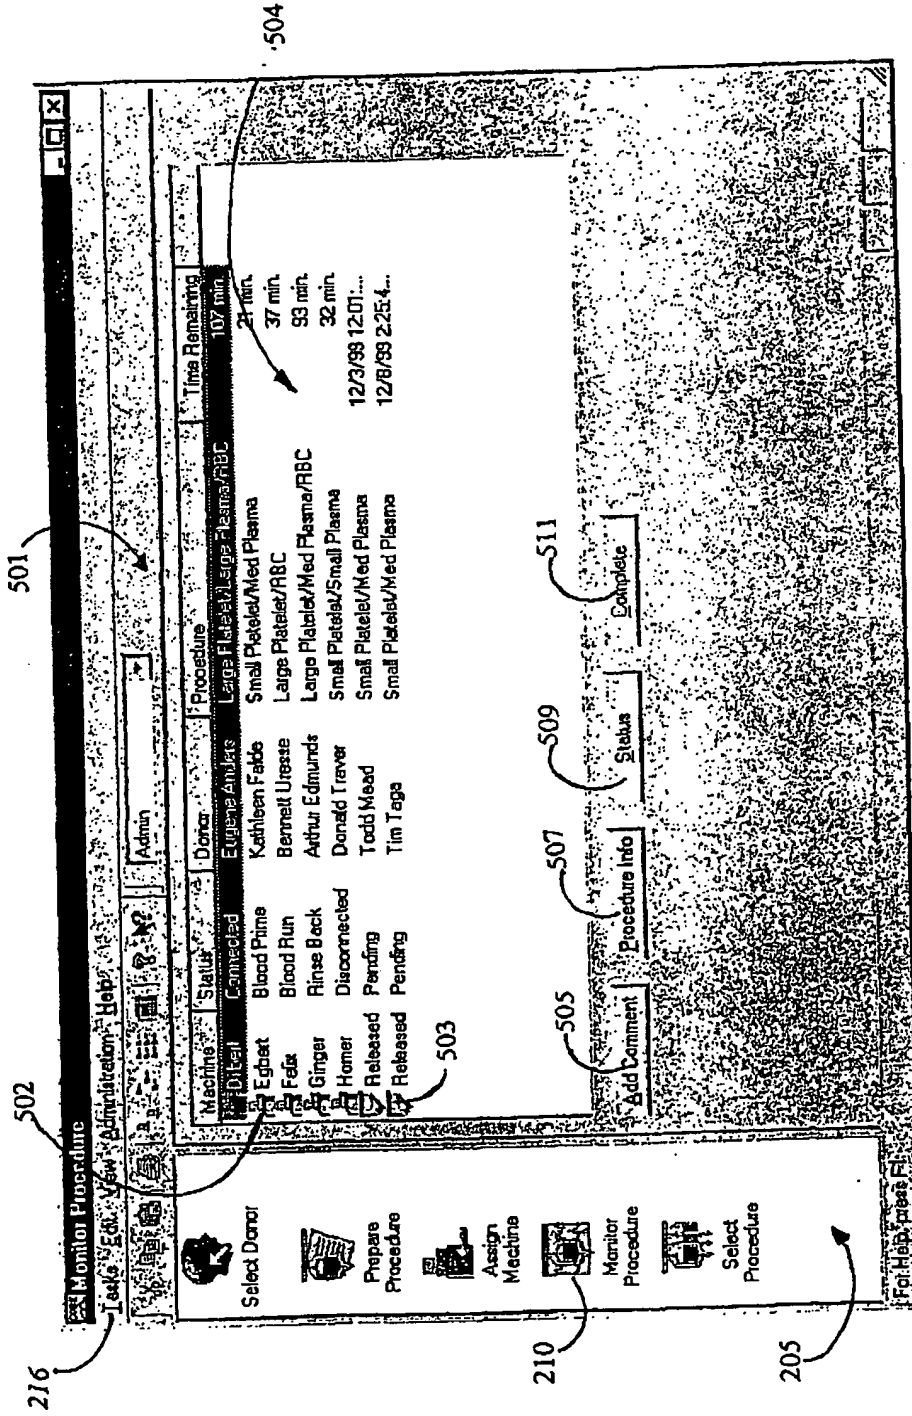 501
504
502
216
Monitor Procedure
Tasks Edit View Administration Help
Admin
Machine Status Donor Procedure Time Remaining
Dilbert Connected Eugene Anders Large Platelet/Large Plasma/RBC 107 min.
Egbert Blood Prime Kathleen Falde Small Platelet/Med Plasma 21 min.
Felix Blood Run Bennett Uresse Large Platelet/RBC 37 min.
Ginger Rinse Back Arthur Edmunds Large Platelet/Med Plasma/RBC 93 min.
Homer Disconnected Donald Traver Small Platelet/Small Plasma 32 min.
Released Pending Todd Mead Small Platelet/Med Plasma 12/3/99 12:01:...
Released Pending Tim Taga Small Platelet/Med Plasma 12/8/99 2:25:4...
503
Select Donor
Prepare
Procedure
Assign
Machine
Monitor
Procedure
Select
Procedure
505
507
509
511
Add Comment
Procedure Info
Status
Complete
210
205
For Help, press F1